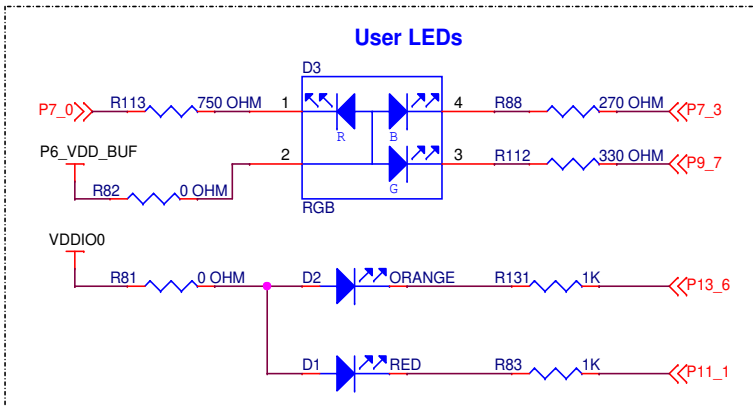 User LEDs
D3
P7_0 R113 750 OHM 1 R B 4 R88 270 OHM P7_3
P6_VDD_BUF 2 G 3 R112 330 OHM P9_7
R82 0 OHM
RGB
VDDIO0
R81 0 OHM D2 ORANGE R131 1K P13_6
D1 RED R83 1K P11_1